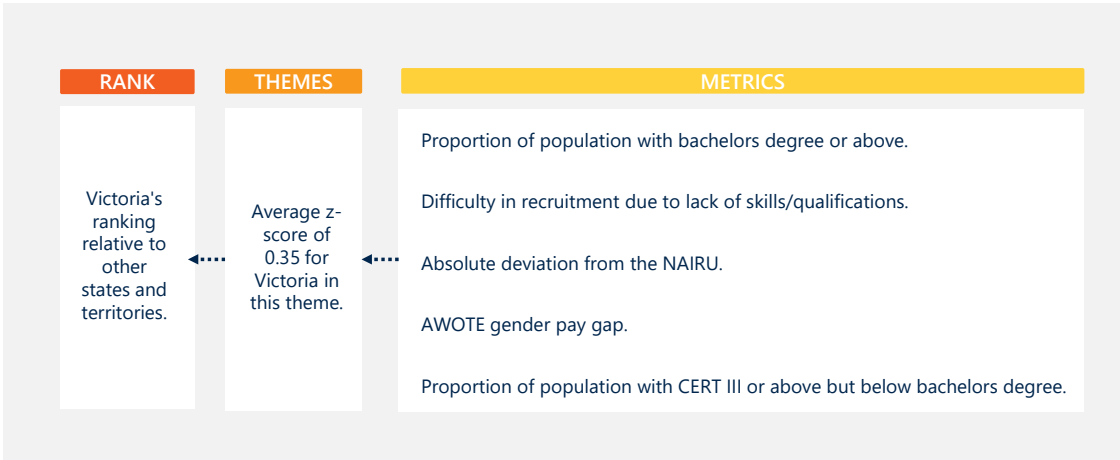 RANK
THEMES
METRICS
Victoria's
ranking
relative to
other
states and
territories.
Average z-
score of
0.35 for
Victoria in
this theme.
Proportion of population with bachelors degree or above.
Difficulty in recruitment due to lack of skills/qualifications.
Absolute deviation from the NAIRU.
AWOTE gender pay gap.
Proportion of population with CERT III or above but below bachelors degree.